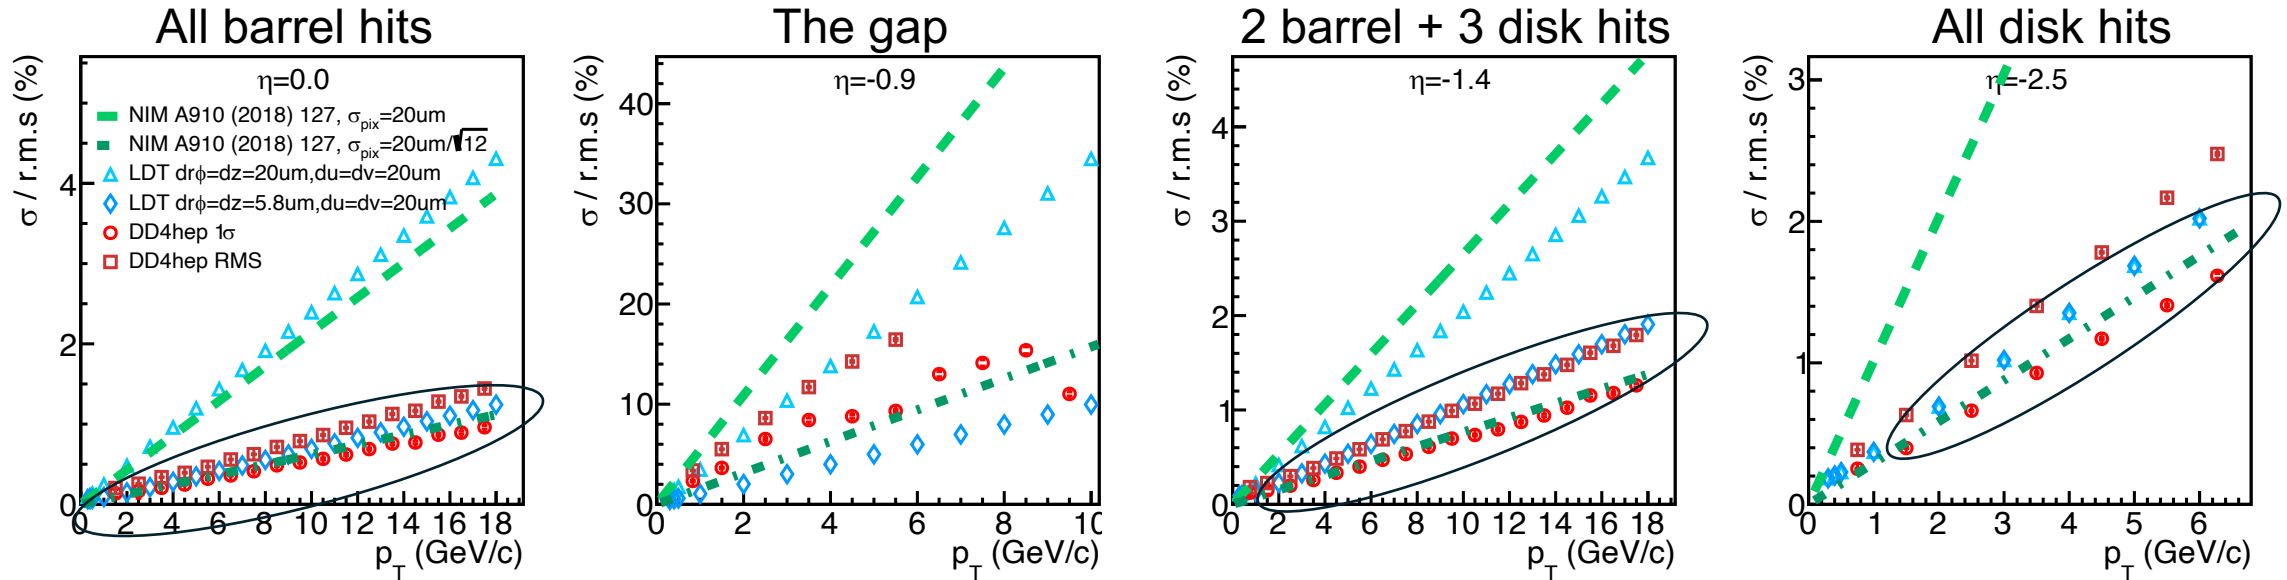 All barrel hits
The gap
2 barrel + 3 disk hits
All disk hits
η=0.0
NIM A910 (2018) 127, σpix=20um
NIM A910 (2018) 127, σpix=20um/√12
LDT drϕ=dz=20um,du=dv=20um
LDT drϕ=dz=5.8um,du=dv=20um
DD4hep 1σ
DD4hep RMS
σ / r.m.s (%)
4
2
0
0 2 4 6 8 10 12 14 16 18
pT (GeV/c)
η=-0.9
σ / r.m.s (%)
40
30
20
10
0
0 2 4 6 8 10
pT (GeV/c)
η=-1.4
σ / r.m.s (%)
4
3
2
1
0
0 2 4 6 8 10 12 14 16 18
pT (GeV/c)
η=-2.5
σ / r.m.s (%)
3
2
1
0
0 1 2 3 4 5 6
pT (GeV/c)